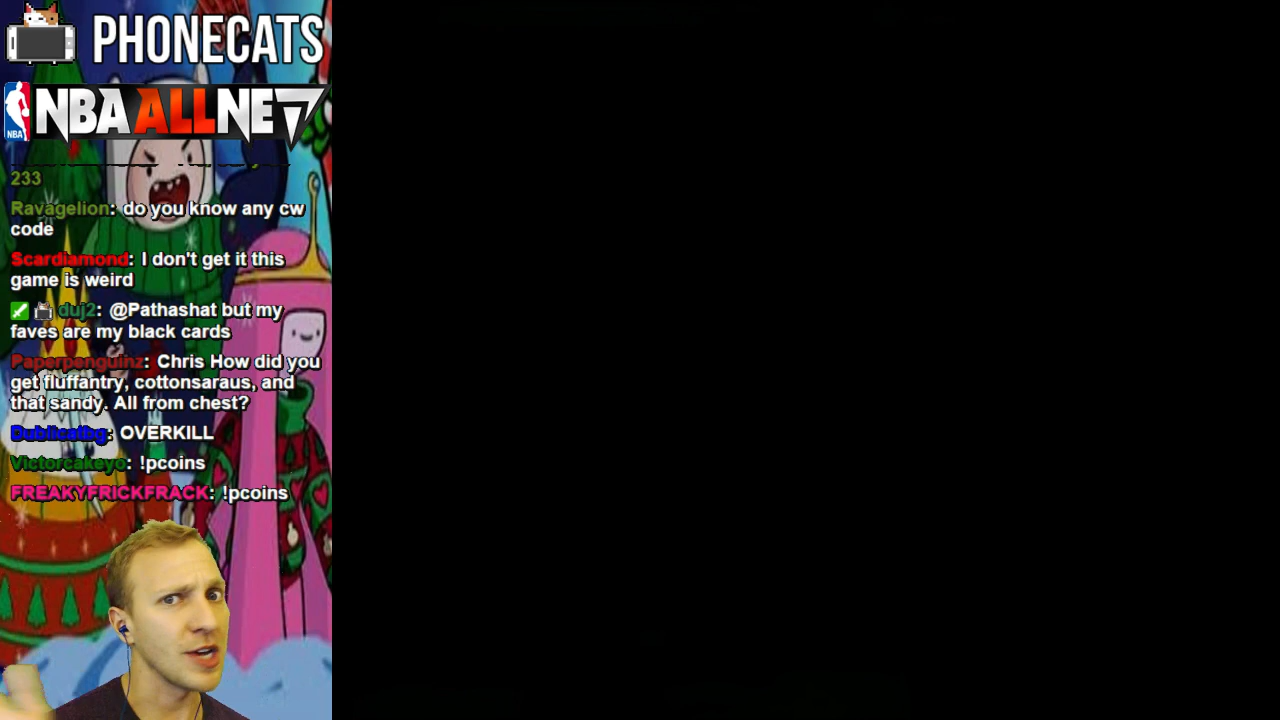 PHONECATS
NBA
NBA ALL NET
233
Ravagelion: do you know any cw
code
Scardiamond: I don't get it this
game is weird
duj2: @Pathashat but my
faves are my black cards
Paperpenguinz: Chris How did you
get fluffantry, cottonsaraus, and
that sandy. All from chest?
Dublicatbg: OVERKILL
Victorcakeyo: !pcoins
FREAKYFRICKFRACK: !pcoins